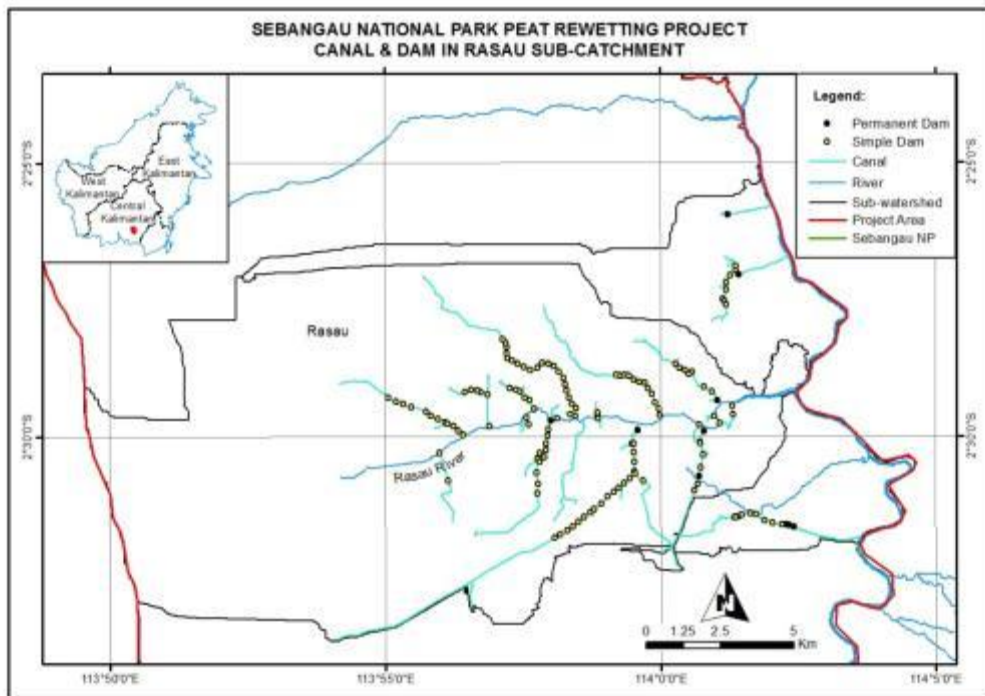 SEBANGAU NATIONAL PARK PEAT REWETTING PROJECT
CANAL & DAM IN RASAU SUB-CATCHMENT
East
Kalimantan
West
Kalimantan
Central
Kalimantan
Legend:
Permanent Dam
Simple Dam
Canal
River
Sub-watershed
Project Area
Sebangau NP
2°25'0"S
2°25'0"S
Rasau
2°30'0"S
2°30'0"S
Rasau River
N
0 1.25 2.5 5
Km
113°50'0"E
113°55'0"E
114°0'0"E
114°5'0"E